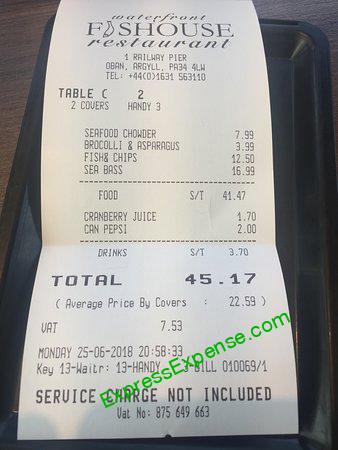 waterfront
FISHOUSE
restaurant
1 RAILWAY PIER
OBAN, ARGYLL, PA34 4LW
TEL: +44(0)1631 563110
TABLE ( 2
2 COVERS HANDY 3
SEAFOOD CHOWDER 7.99
BROCOLLI & ASPARAGUS 3.99
FISH& CHIPS 12.50
SEA BASS 16.99
FOOD S/T 41.47
CRANBERRY JUICE 1.70
CAN PEPSI 2.00
DRINKS S/T 3.70
TOTAL 45.17
( Average Price By Covers : 22.59 )
VAT 7.53
MONDAY 25-06-2018 20:58:33
Key 13-Waitr: 13-HANDY BILL 010069/1
SERVICE CHARGE NOT INCLUDED
Vat No: 875 649 663
ExpressExpense.com